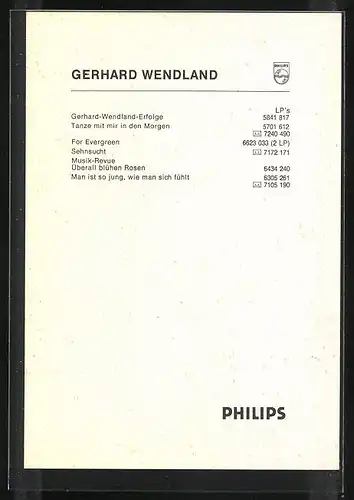 PHILIPS
GERHARD WENDLAND
LP's
Gerhard-Wendland-Erfolge 5841 817
Tanze mit mir in den Morgen 5701 612
7240 490
For Evergreen 6623 033 (2 LP)
Sehnsucht 7172 171
Musik-Revue
Überall blühen Rosen 6434 240
Man ist so jung, wie man sich fühlt 6305 261
7105 190
PHILIPS